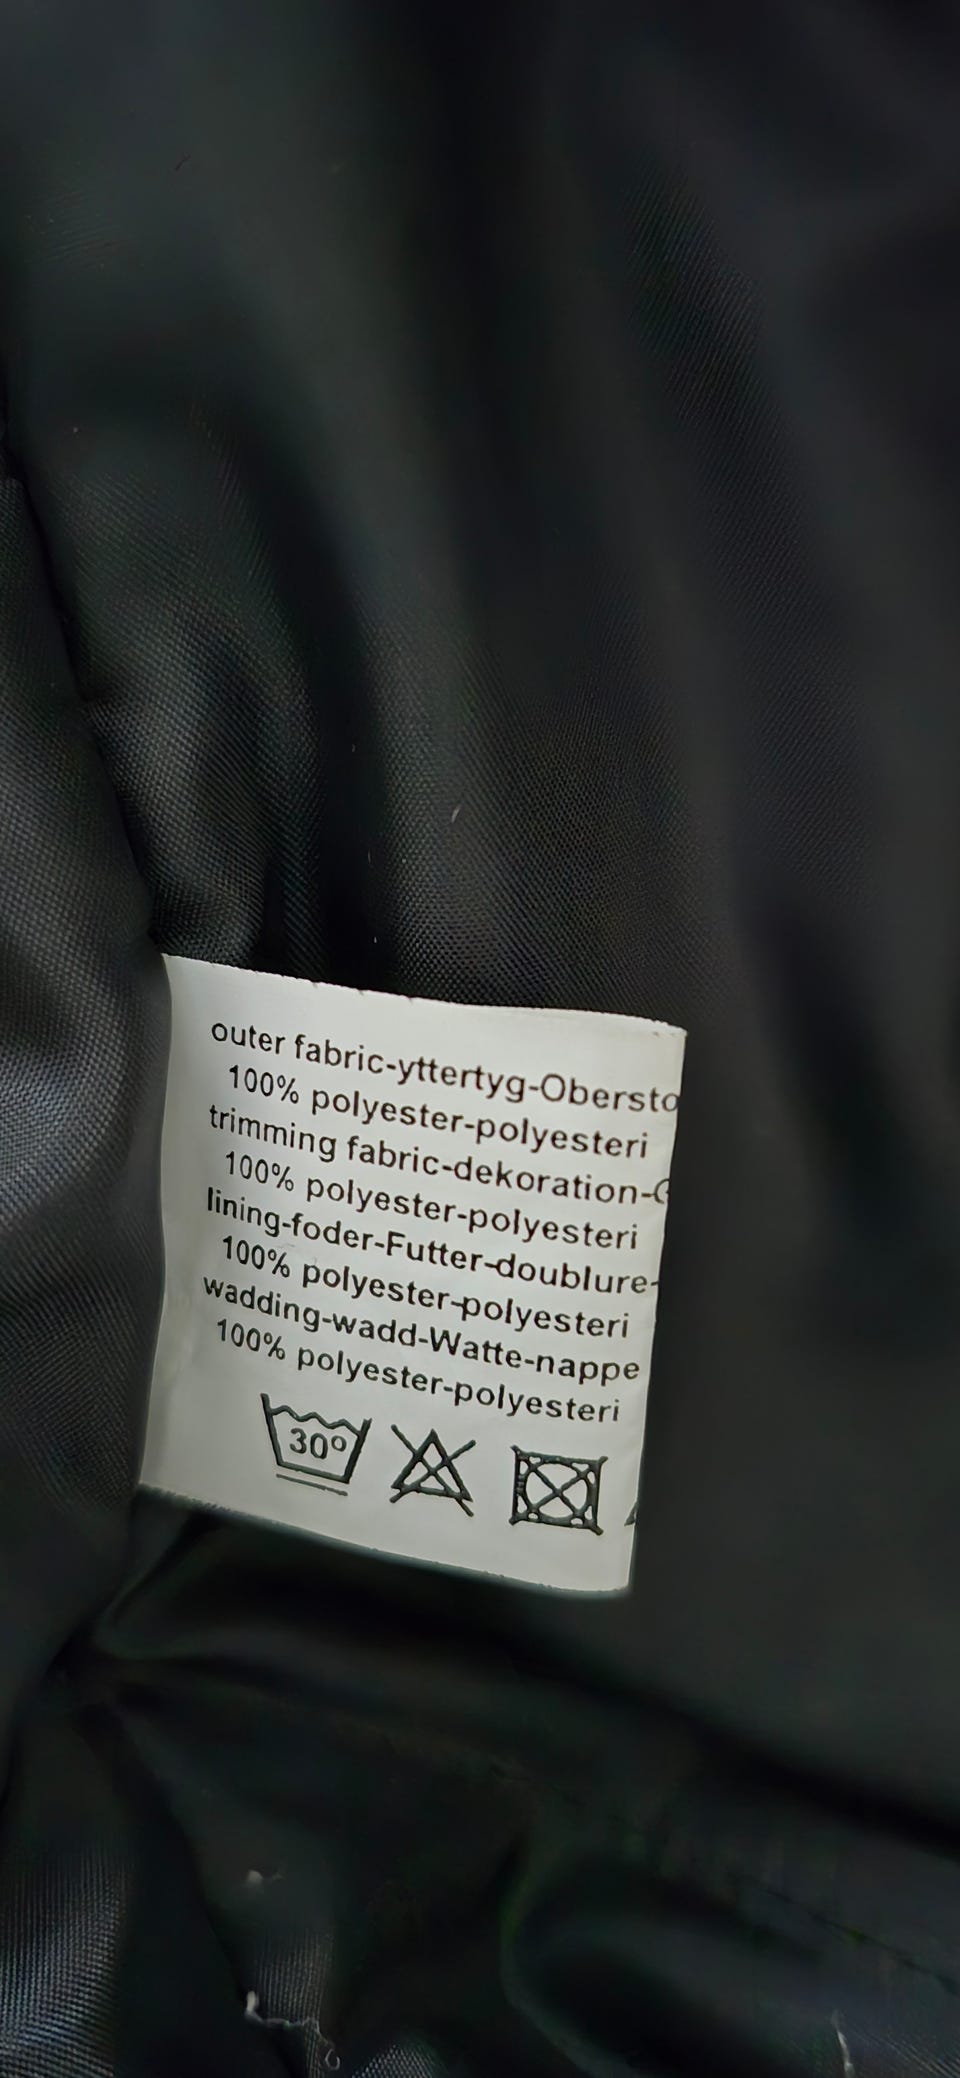 outer fabric-yttertyg-Obersto
100% polyester-polyesteri
trimming fabric-dekoration-
100% polyester-polyesteri
lining-foder-Futter-doublure-
100% polyester-polyesteri
wadding-wadd-Watte-nappe
100% polyester-polyesteri
30°